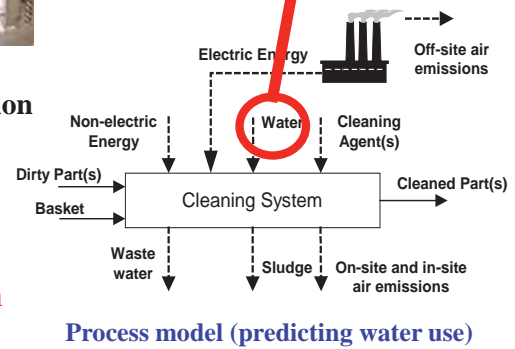 Electric Energy
Off-site air
emissions
Non-electric
Energy
Water
Cleaning
Agent(s)
Dirty Part(s)
Basket
Cleaning System
Cleaned Part(s)
Waste
water
Sludge
On-site and in-site
air emissions
Process model (predicting water use)